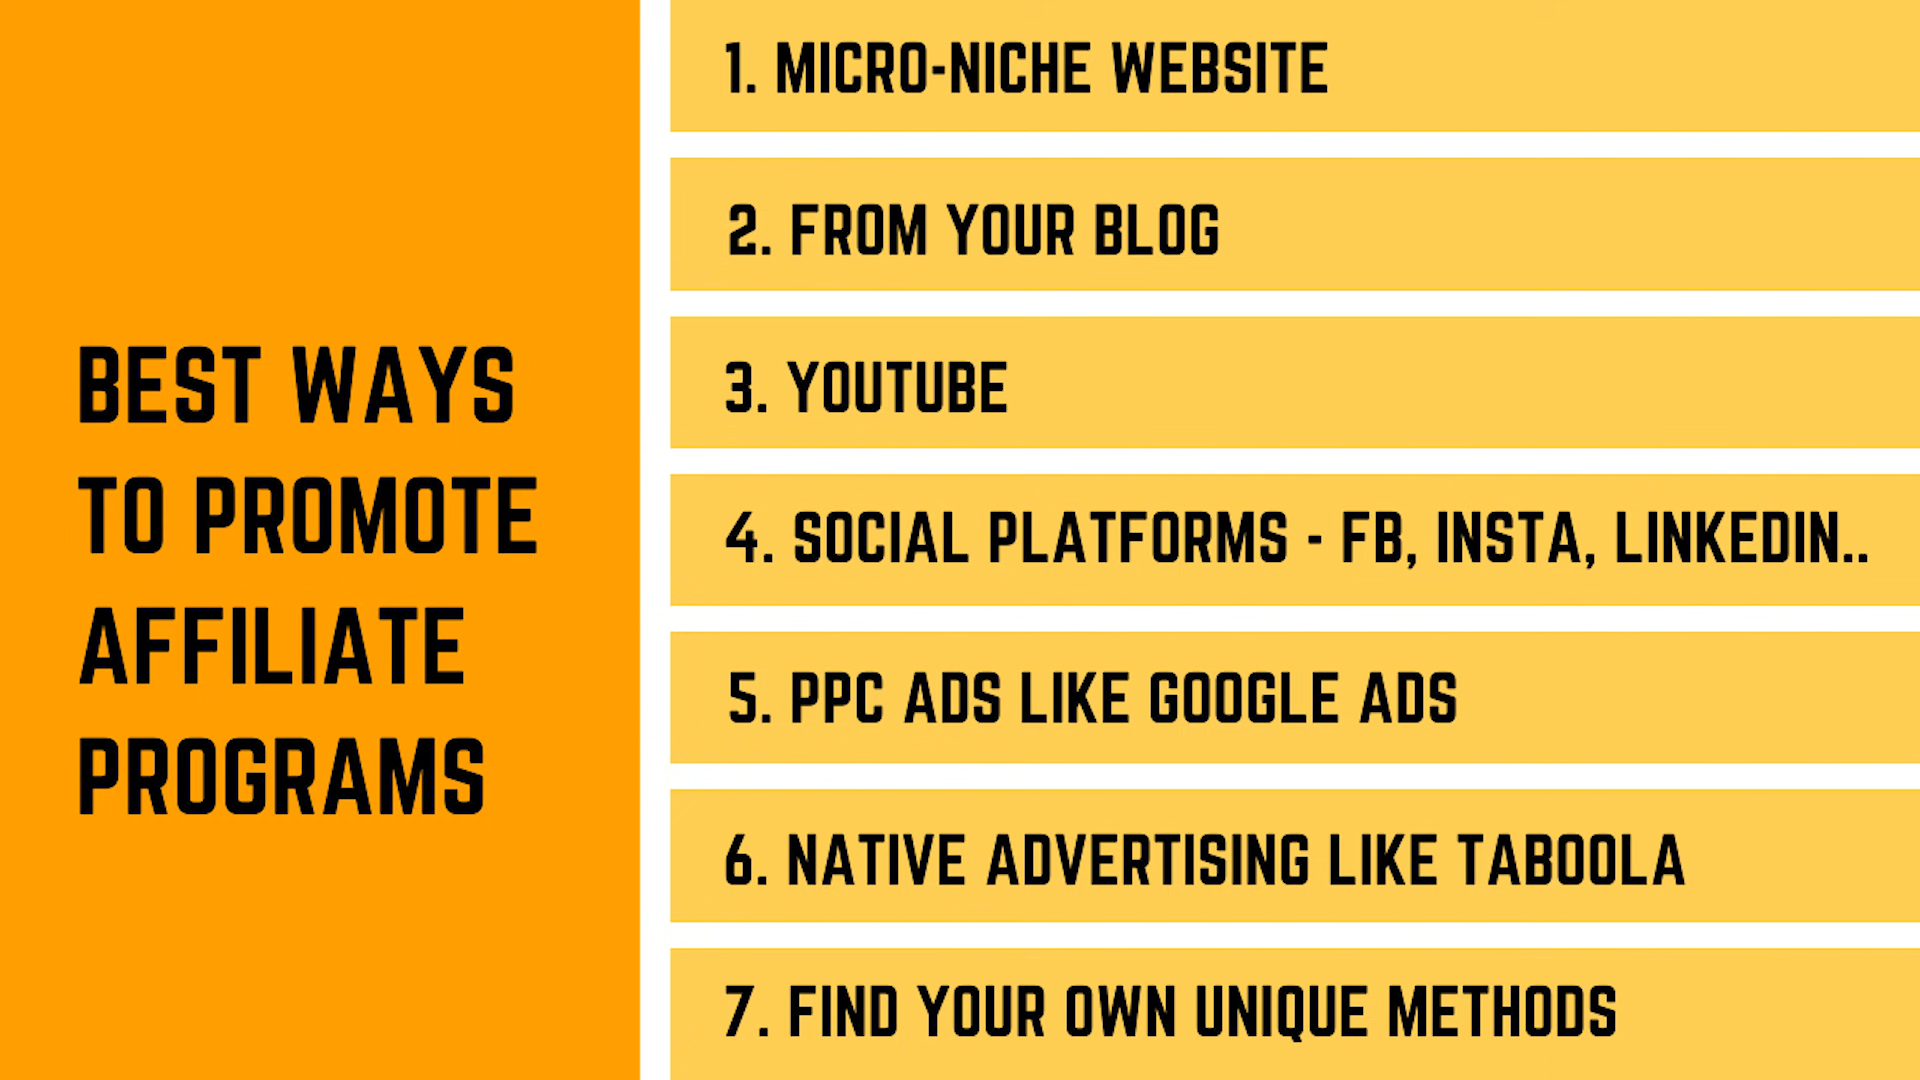 BEST WAYS
TO PROMOTE
AFFILIATE
PROGRAMS
1. MICRO-NICHE WEBSITE
2. FROM YOUR BLOG
3. YOUTUBE
4. SOCIAL PLATFORMS - FB, INSTA, LINKEDIN..
5. PPC ADS LIKE GOOGLE ADS
6. NATIVE ADVERTISING LIKE TABOOLA
7. FIND YOUR OWN UNIQUE METHODS